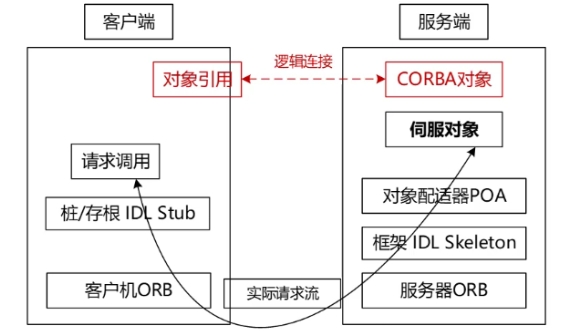 客户端
服务端
对象引用
逻辑连接
CORBA对象
伺服对象
请求调用
对象配适器POA
桩/存根 IDL Stub
框架 IDL Skeleton
客户机ORB
实际请求流
服务器ORB